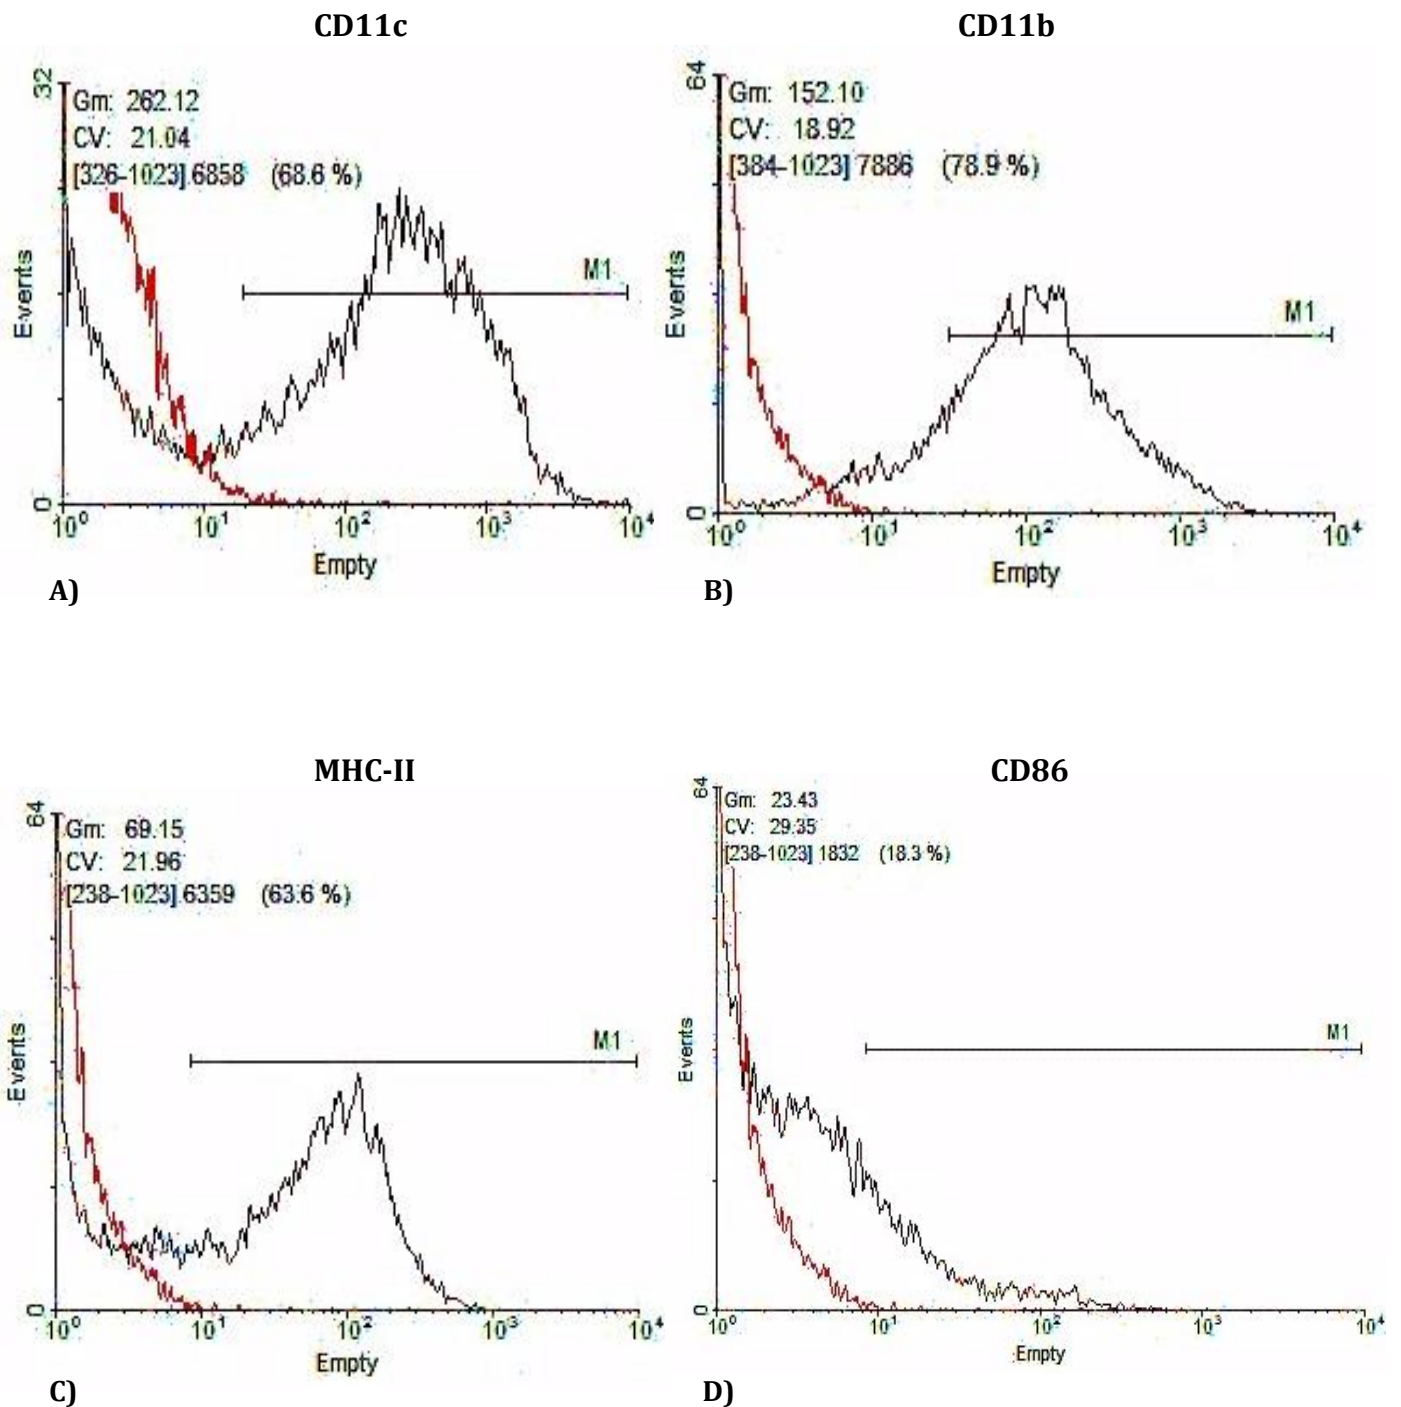 CD11c
32
Gm: 262.12
CV: 21.04
[326-1023] 6858 (68.6 %)
M1
Events
0
10⁰ 10¹ 10² 10³ 10⁴
Empty
A)
CD11b
64
Gm: 152.10
CV: 18.92
[384-1023] 7886 (78.9 %)
M1
Events
0
10⁰ 10¹ 10² 10³ 10⁴
Empty
B)
MHC-II
64
Gm: 69.15
CV: 21.96
[238-1023] 6359 (63.6 %)
M1
Events
0
10⁰ 10¹ 10² 10³ 10⁴
Empty
C)
CD86
64
Gm: 23.43
CV: 29.35
[238-1023] 1832 (18.3 %)
M1
Events
0
10⁰ 10¹ 10² 10³ 10⁴
Empty
D)